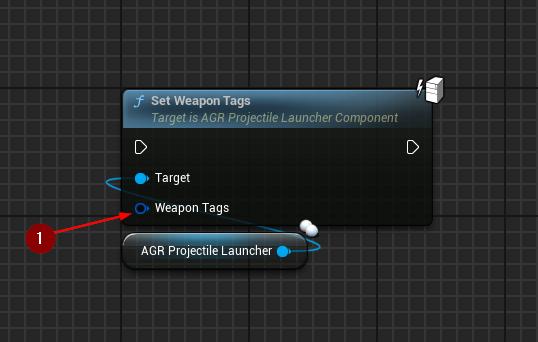 f Set Weapon Tags
Target is AGR Projectile Launcher Component
Target
Weapon Tags
1
AGR Projectile Launcher